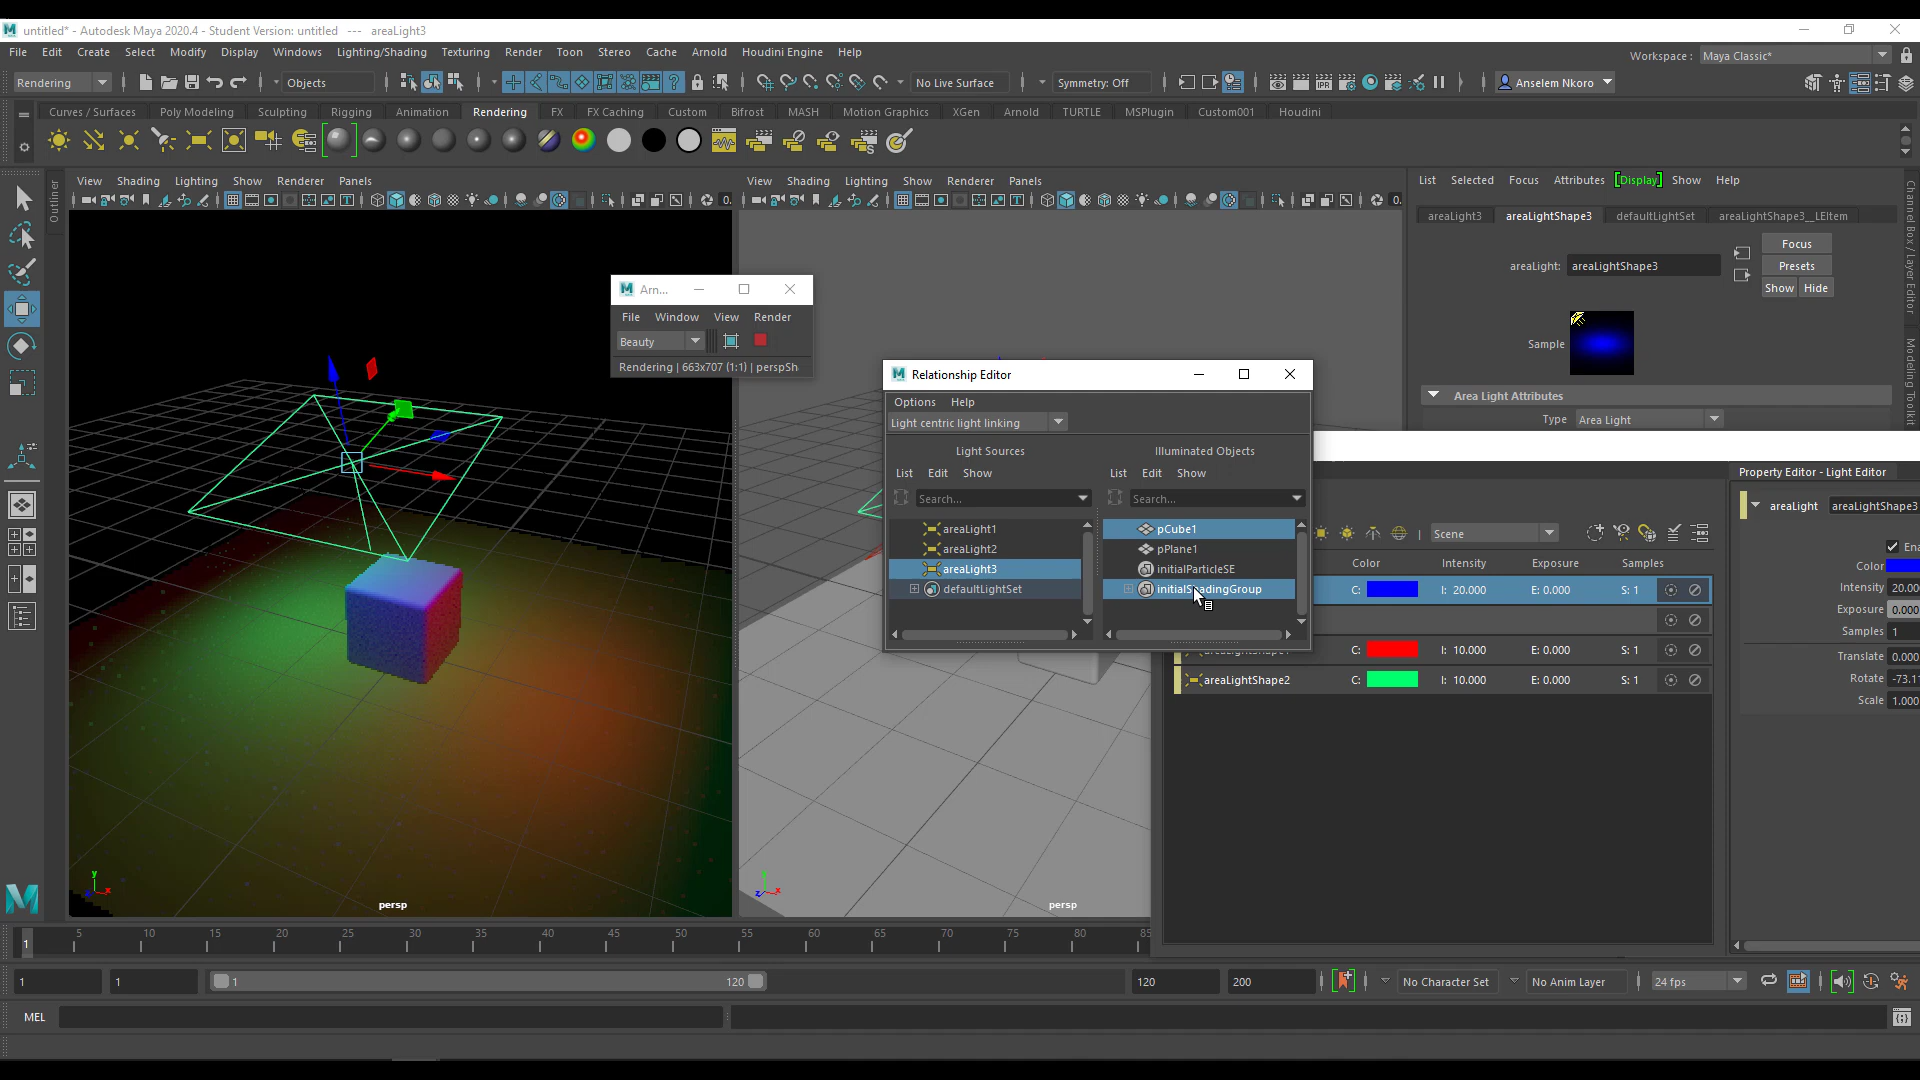 untitled* - Autodesk Maya 2020.4 - Student Version: untitled --- areaLight3
File Edit Create Select Modify Display Windows Lighting/Shading Texturing Render Toon Stereo Cache Arnold Houdini Engine Help
Workspace : Maya Classic*
Rendering Objects No Live Surface Symmetry: Off Anselm Nkoro
Curves / Surfaces Poly Modeling Sculpting Rigging Animation Rendering FX FX Caching Custom Bifrost MASH Motion Graphics XGen Arnold TURTLE MSPlugin Custom001 Houdini
Outliner
View Shading Lighting Show Renderer Panels
View Shading Lighting Show Renderer Panels
List Selected Focus Attributes Display Show Help
areaLight3 areaLightShape3 defaultLightSet areaLightShape3__LEItem
areaLight: areaLightShape3
Focus
Presets
Show Hide
Sample
Area Light Attributes
Type Area Light
Channel Box / Layer Editor
Modeling Toolkit
Arn...
File Window View Render
Beauty
Rendering | 663x707 (1:1) | perspSh
Relationship Editor
Options Help
Light centric light linking
Light Sources
List Edit Show
Search...
areaLight1
areaLight2
areaLight3
defaultLightSet
Illuminated Objects
List Edit Show
Search...
pCube1
pPlane1
initialParticleSE
initialShadingGroup
Scene
Color Intensity Exposure Samples
C: I: 20.000 E: 0.000 S: 1
areaLightShape1 C: I: 10.000 E: 0.000 S: 1
areaLightShape2 C: I: 10.000 E: 0.000 S: 1
Property Editor - Light Editor
areaLight areaLightShape3
Ena
Color
Intensity 20.00
Exposure 0.000
Samples 1
Translate 0.000
Rotate -73.1
Scale 1.000
persp
persp
y x
z x
1 5 10 15 20 25 30 35 40 45 50 55 60 65 70 75 80 85
1 1 1 120 120 200 No Character Set No Anim Layer 24 fps
MEL